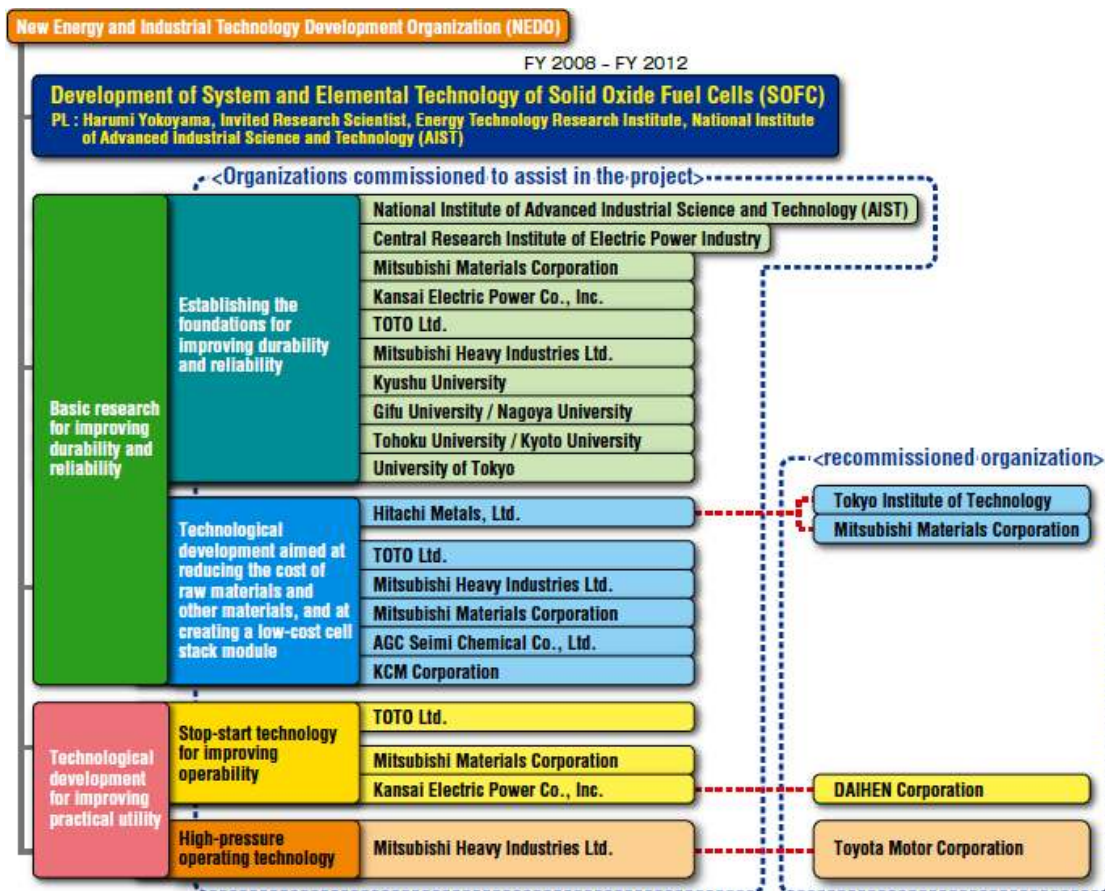 New Energy and Industrial Technology Development Organization (NEDO)
FY 2008 – FY 2012
Development of System and Elemental Technology of Solid Oxide Fuel Cells (SOFC)
PL : Harumi Yokoyama, Invited Research Scientist, Energy Technology Research Institute, National Institute
of Advanced Industrial Science and Technology (AIST)
<Organizations commissioned to assist in the project>
Basic research
for improving
durability and
reliability
Establishing the
foundations for
improving durability
and reliability
National Institute of Advanced Industrial Science and Technology (AIST)
Central Research Institute of Electric Power Industry
Mitsubishi Materials Corporation
Kansai Electric Power Co., Inc.
TOTO Ltd.
Mitsubishi Heavy Industries Ltd.
Kyushu University
Gifu University / Nagoya University
Tohoku University / Kyoto University
University of Tokyo
<recommissioned organization>
Technological
development aimed at
reducing the cost of
raw materials and
other materials, and at
creating a low-cost cell
stack module
Hitachi Metals, Ltd.
Tokyo Institute of Technology
Mitsubishi Materials Corporation
TOTO Ltd.
Mitsubishi Heavy Industries Ltd.
Mitsubishi Materials Corporation
AGC Seimi Chemical Co., Ltd.
KCM Corporation
Technological
development
for improving
practical utility
Stop-start technology
for improving
operability
TOTO Ltd.
Mitsubishi Materials Corporation
Kansai Electric Power Co., Inc.
DAIHEN Corporation
High-pressure
operating technology
Mitsubishi Heavy Industries Ltd.
Toyota Motor Corporation